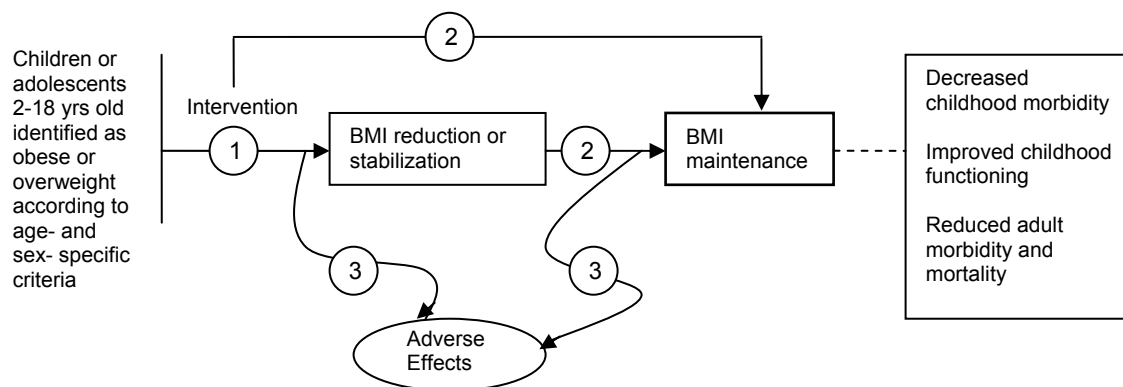 2
Children or
adolescents
2-18 yrs old
identified as
obese or
overweight
according to
age- and
sex- specific
criteria
Intervention
1
BMI reduction or
stabilization
2
BMI
maintenance
Decreased
childhood morbidity
Improved childhood
functioning
Reduced adult
morbidity and
mortality
3
3
Adverse
Effects